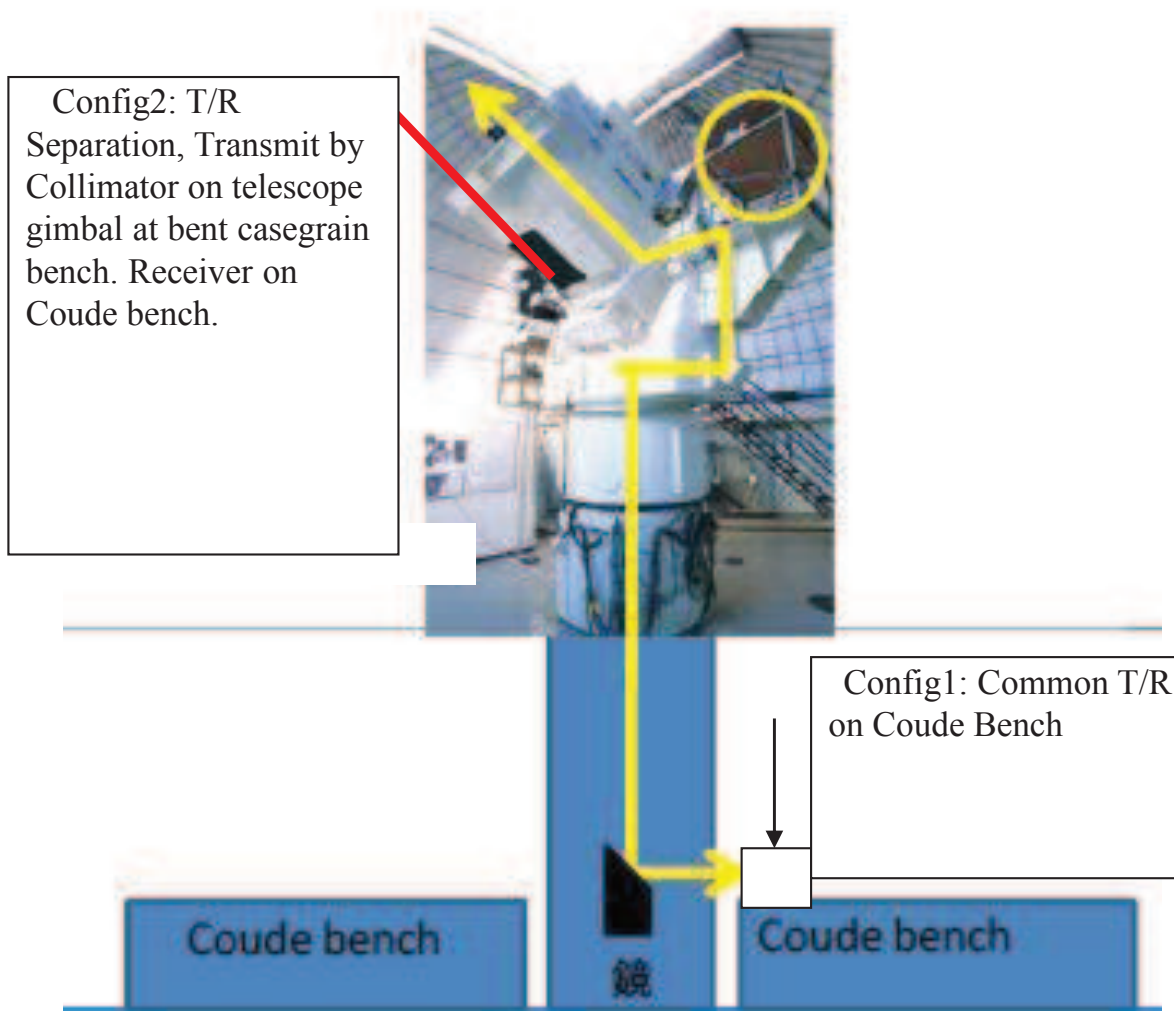 Config2: T/R
Separation, Transmit by
Collimator on telescope
gimbal at bent casegrain
bench. Receiver on
Coude bench.
Config1: Common T/R
on Coude Bench
Coude bench
Coude bench
鏡